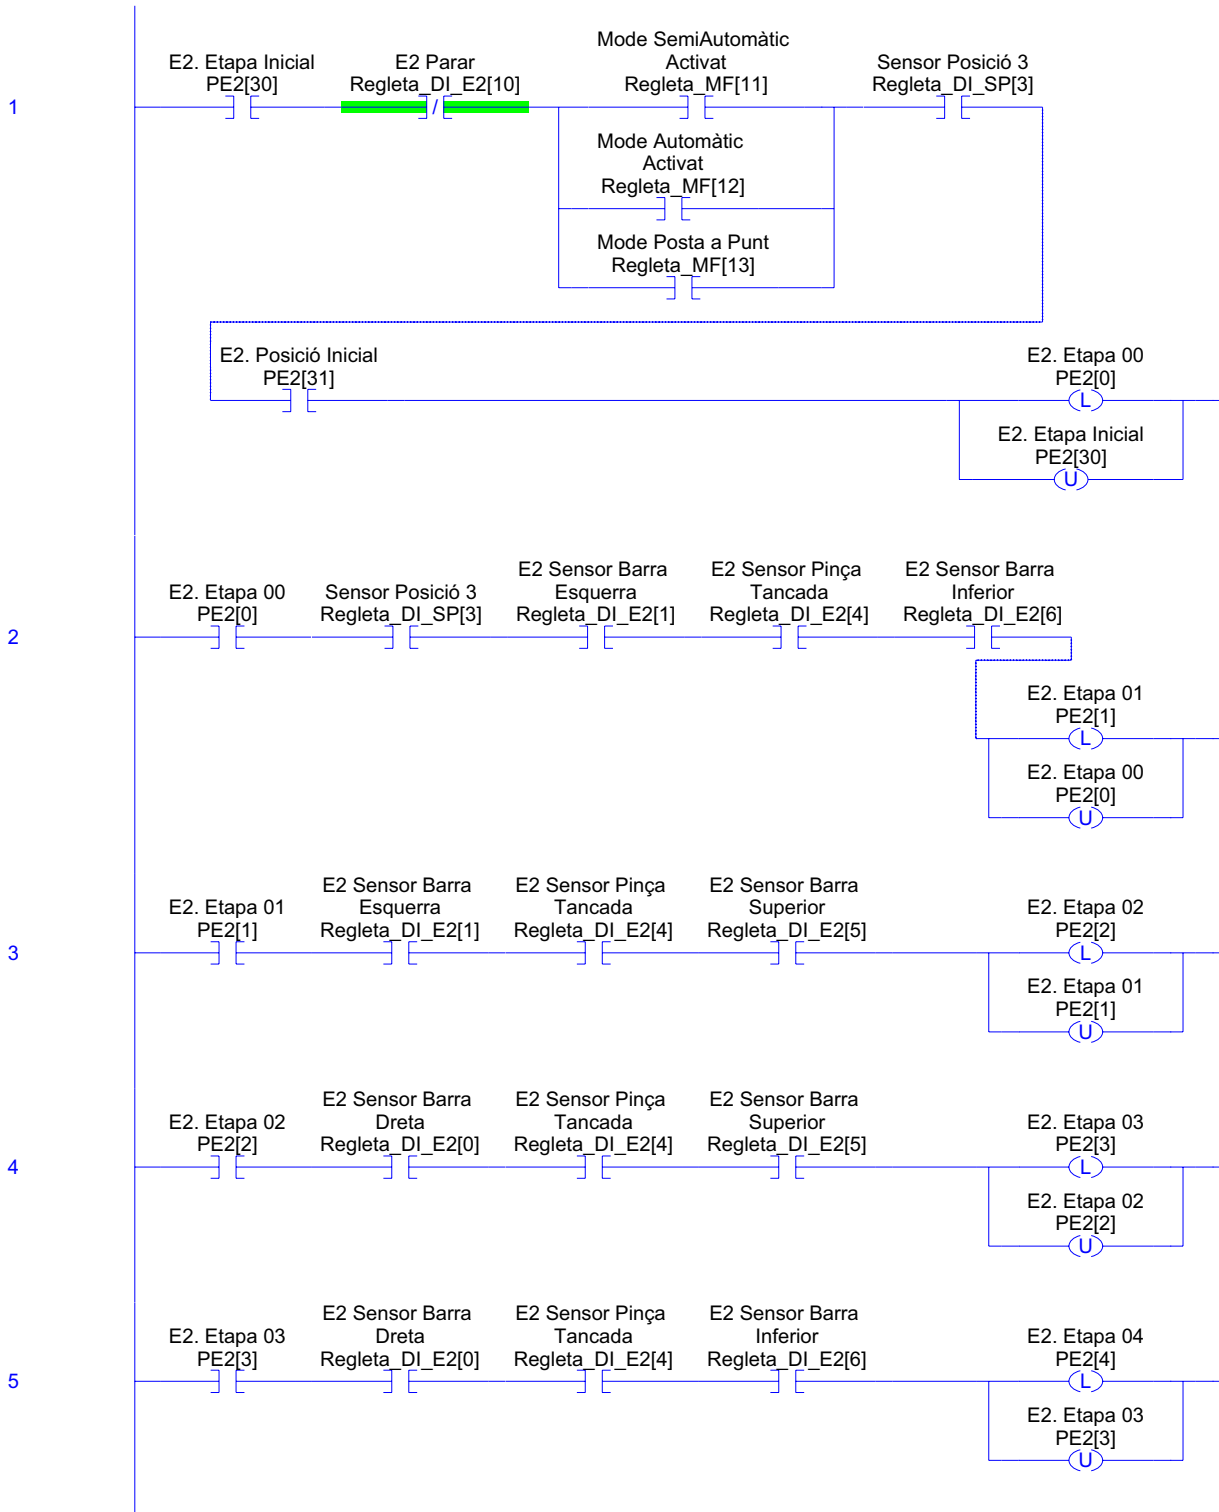 E2. Etapa Inicial
PE2[30]
E2 Parar
Regleta_DI_E2[10]
Mode SemiAutomàtic
Activat
Regleta_MF[11]
Sensor Posició 3
Regleta_DI_SP[3]
1
/
Mode Automàtic
Activat
Regleta_MF[12]
Mode Posta a Punt
Regleta_MF[13]
E2. Posició Inicial
PE2[31]
E2. Etapa 00
PE2[0]
L
E2. Etapa Inicial
PE2[30]
U
E2. Etapa 00
PE2[0]
Sensor Posició 3
Regleta_DI_SP[3]
E2 Sensor Barra
Esquerra
Regleta_DI_E2[1]
E2 Sensor Pinça
Tancada
Regleta_DI_E2[4]
E2 Sensor Barra
Inferior
Regleta_DI_E2[6]
2
E2. Etapa 01
PE2[1]
L
E2. Etapa 00
PE2[0]
U
E2. Etapa 01
PE2[1]
E2 Sensor Barra
Esquerra
Regleta_DI_E2[1]
E2 Sensor Pinça
Tancada
Regleta_DI_E2[4]
E2 Sensor Barra
Superior
Regleta_DI_E2[5]
E2. Etapa 02
PE2[2]
3
L
E2. Etapa 01
PE2[1]
U
E2. Etapa 02
PE2[2]
E2 Sensor Barra
Dreta
Regleta_DI_E2[0]
E2 Sensor Pinça
Tancada
Regleta_DI_E2[4]
E2 Sensor Barra
Superior
Regleta_DI_E2[5]
E2. Etapa 03
PE2[3]
4
L
E2. Etapa 02
PE2[2]
U
E2. Etapa 03
PE2[3]
E2 Sensor Barra
Dreta
Regleta_DI_E2[0]
E2 Sensor Pinça
Tancada
Regleta_DI_E2[4]
E2 Sensor Barra
Inferior
Regleta_DI_E2[6]
E2. Etapa 04
PE2[4]
5
L
E2. Etapa 03
PE2[3]
U